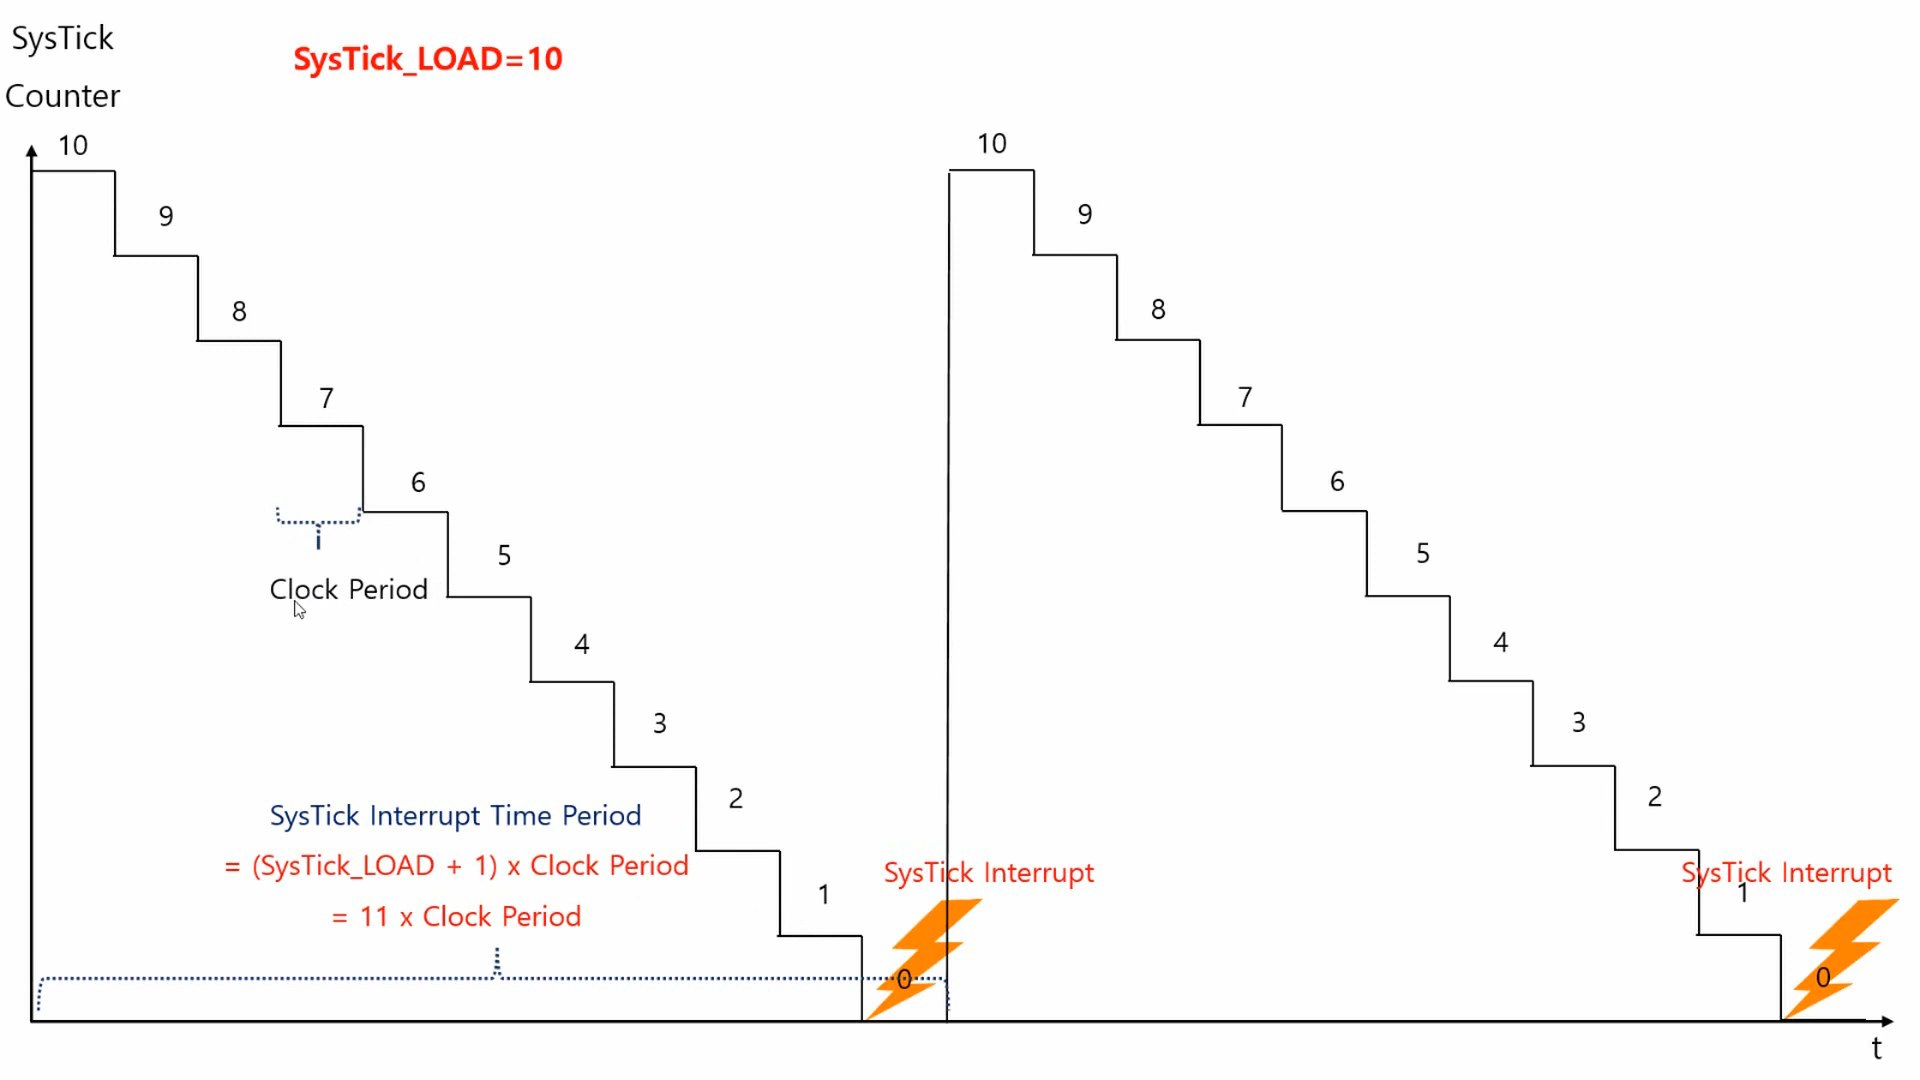 SysTick
Counter
SysTick_LOAD=10
10
9
8
7
6
5
4
3
2
1
0
Clock Period
SysTick Interrupt Time Period
= (SysTick_LOAD + 1) x Clock Period
= 11 x Clock Period
SysTick Interrupt
10
9
8
7
6
5
4
3
2
1
0
SysTick Interrupt
t